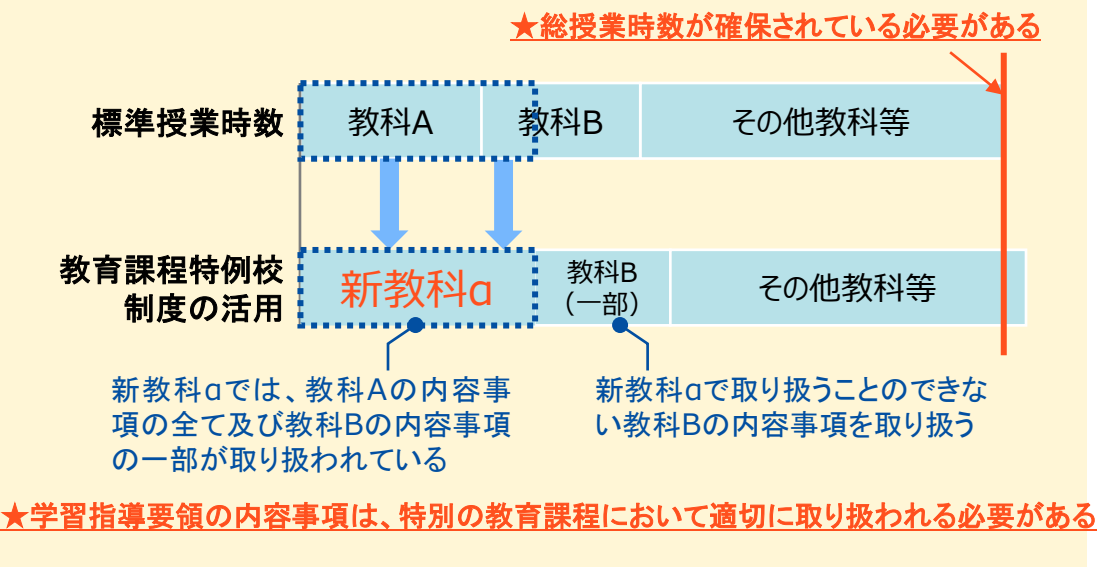 ★総授業時数が確保されている必要がある
標準授業時数
教科A
教科B
その他教科等
教育課程特例校
制度の活用
新教科α
教科B
（一部）
その他教科等
新教科αでは、教科Aの内容事
項の全て及び教科Bの内容事項
の一部が取り扱われている
新教科αで取り扱うことのできな
い教科Bの内容事項を取り扱う
★学習指導要領の内容事項は、特別の教育課程において適切に取り扱われる必要がある